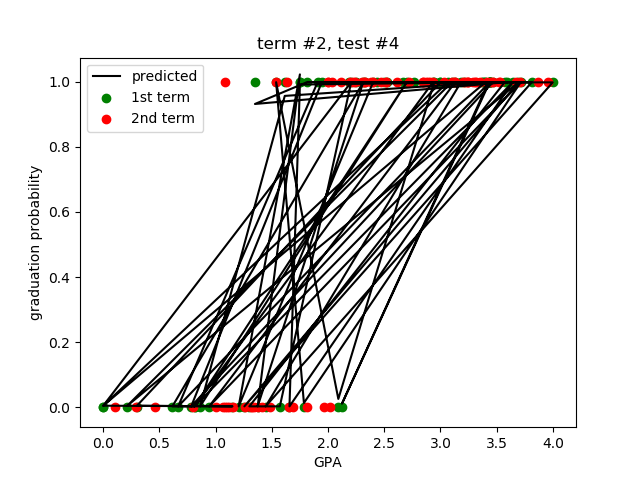 term #2, test #4
predicted
1st term
2nd term
graduation probability
1.0
0.8
0.6
0.4
0.2
0.0
0.0 0.5 1.0 1.5 2.0 2.5 3.0 3.5 4.0
GPA